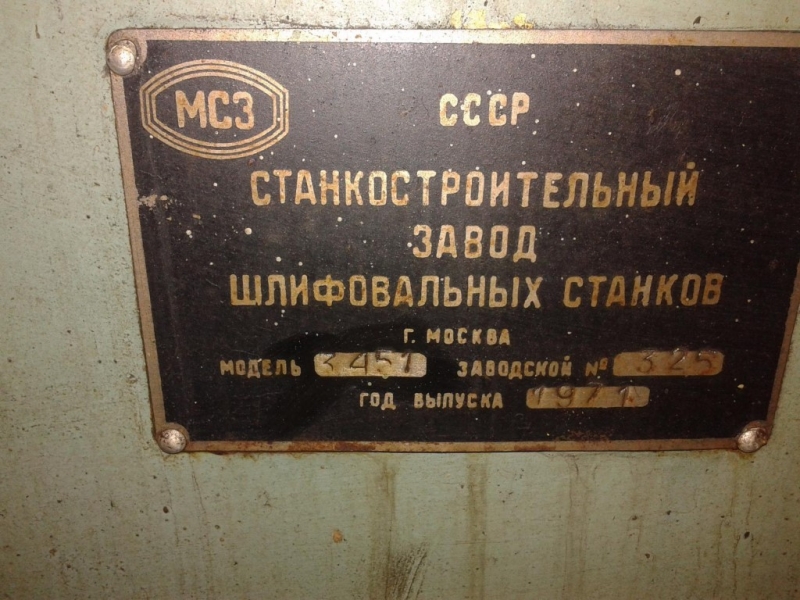 МСЗ
СССР
СТАНКОСТРОИТЕЛЬНЫЙ
ЗАВОД
ШЛИФОВАЛЬНЫХ СТАНКОВ
Г. МОСКВА
МОДЕЛЬ 3451 ЗАВОДСКОЙ № 325
ГОД ВЫПУСКА 1971